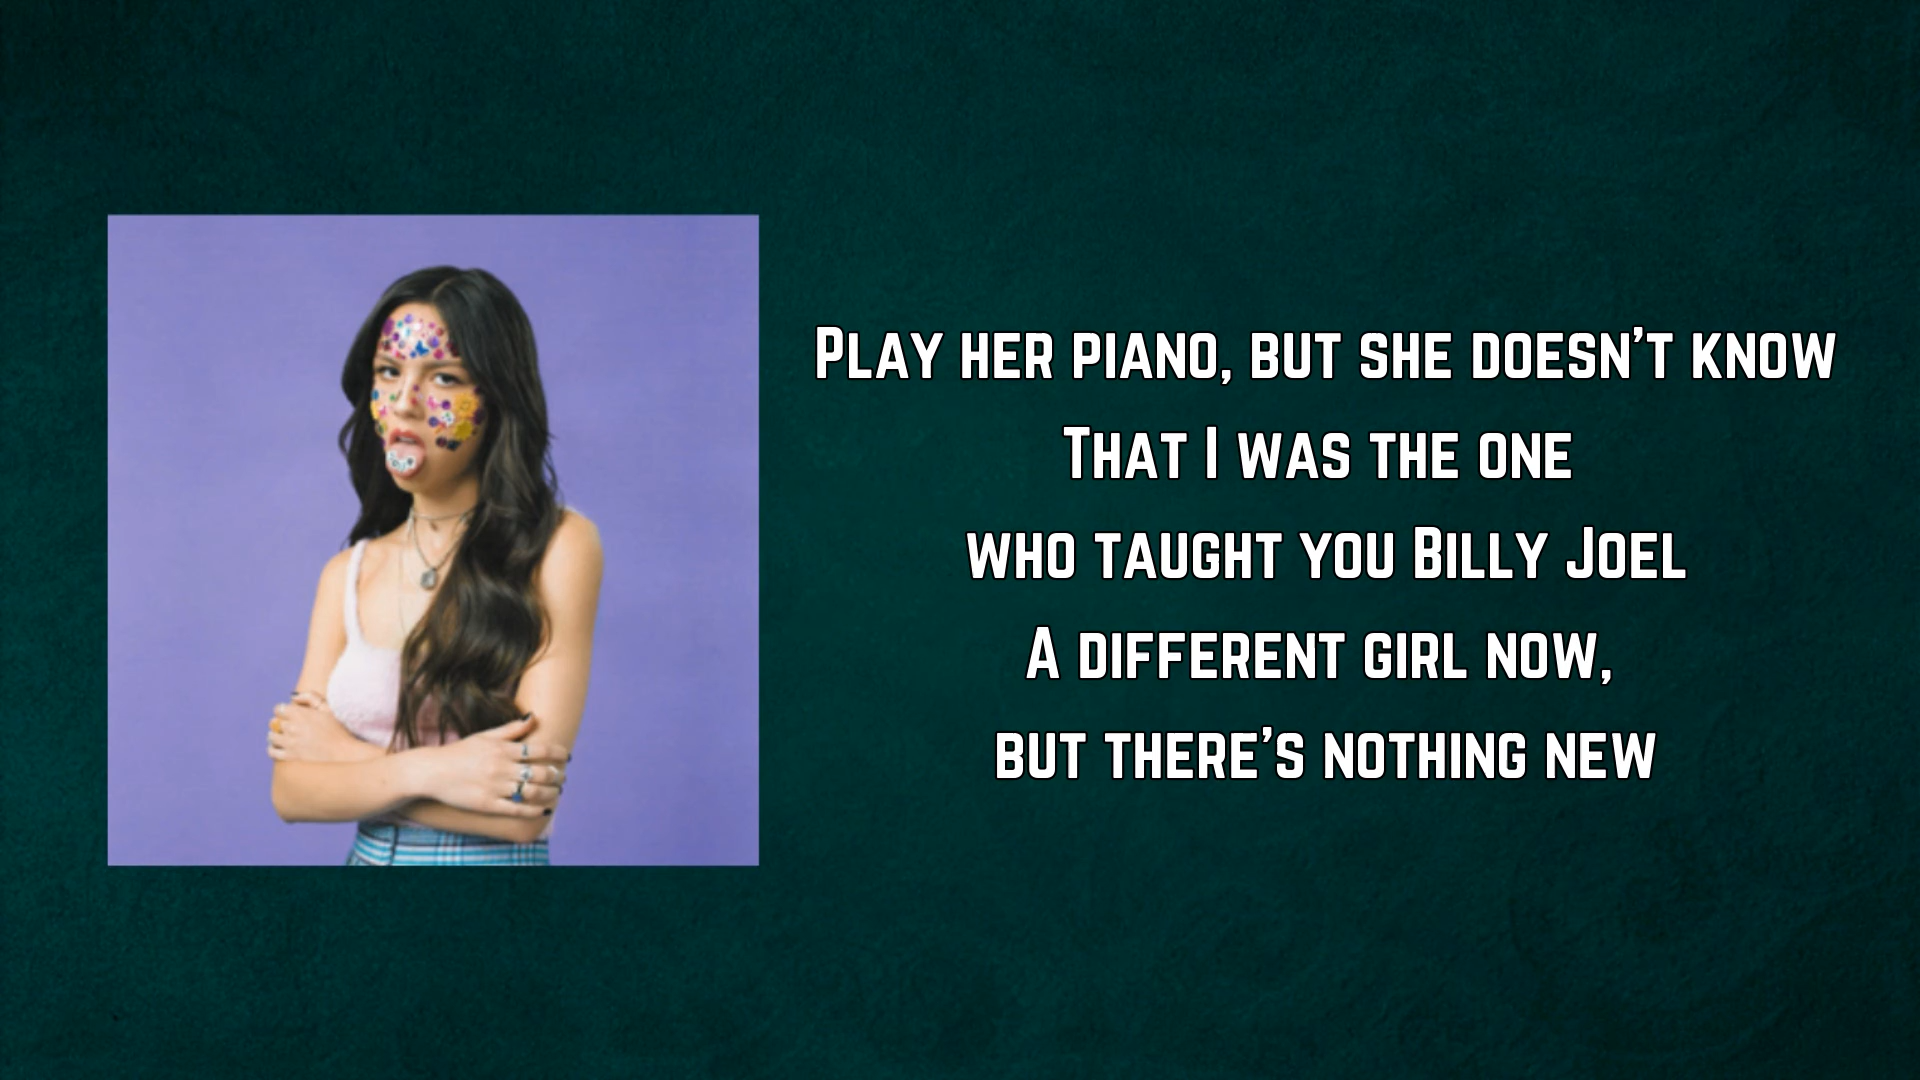 Play her piano, but she doesn't know
That I was the one
who taught you Billy Joel
A different girl now,
but there's nothing new